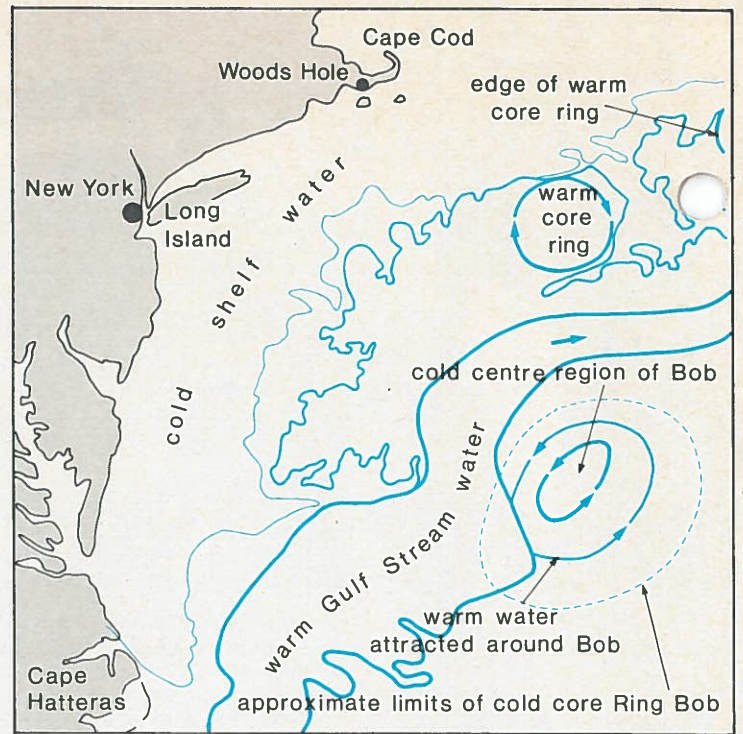 Cape Cod
Woods Hole
edge of warm
core ring
New York
Long
Island
cold shelf water
warm
core
ring
cold centre region of Bob
warm Gulf Stream water
warm water
attracted around Bob
Cape
Hatteras
approximate limits of cold core Ring Bob